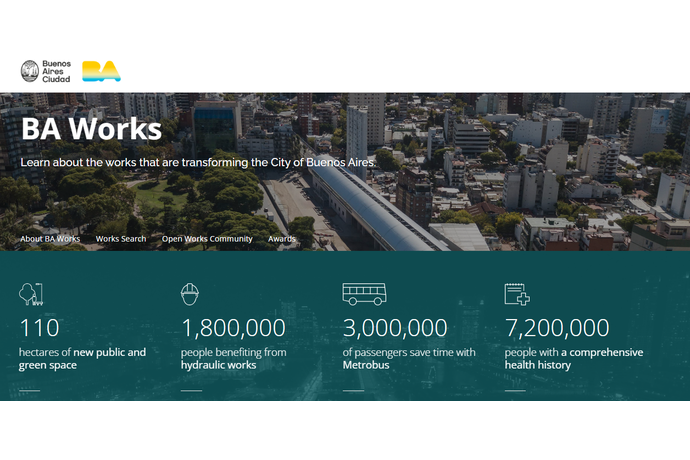 Buenos
Aires
Ciudad
BA
BA Works
Learn about the works that are transforming the City of Buenos Aires.
About BA Works Works Search Open Works Community Awards
110
hectares of new public and
green space
1,800,000
people benefiting from
hydraulic works
3,000,000
of passengers save time with
Metrobus
7,200,000
people with a comprehensive
health history